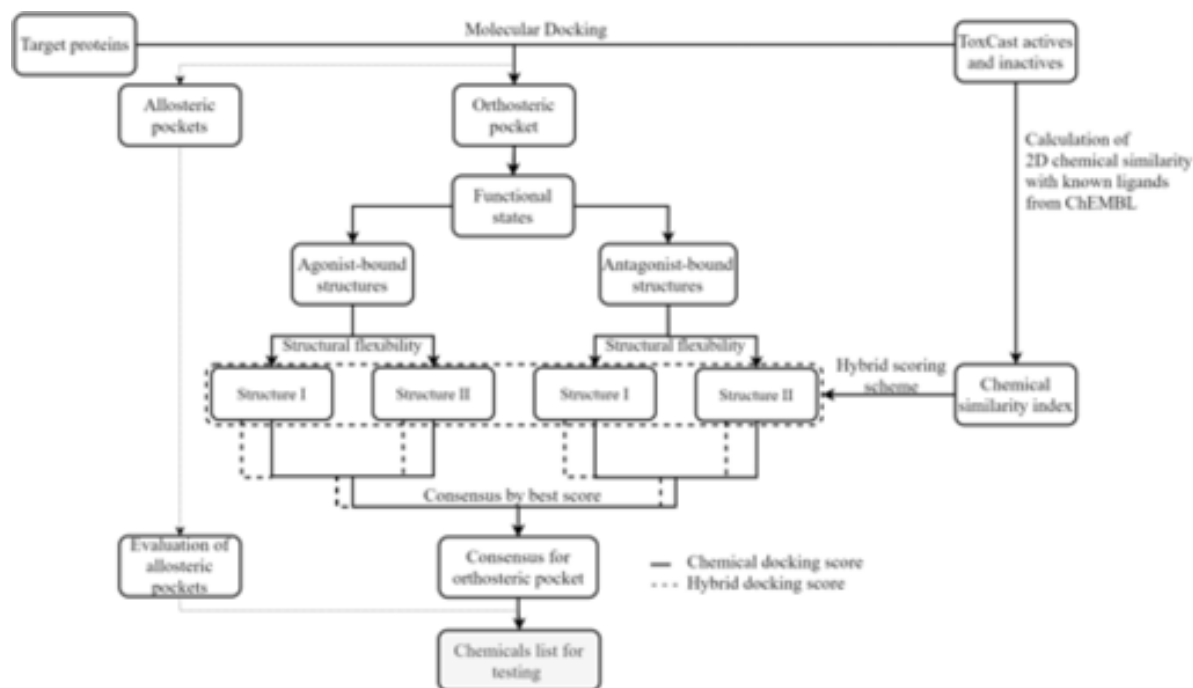 Molecular Docking
Target proteins
ToxCast actives
and inactives
Allosteric
pockets
Orthosteric
pocket
Calculation of
2D chemical similarity
with known ligands
from ChEMBL
Functional
states
Agonist-bound
structures
Antagonist-bound
structures
Structural flexibility
Structural flexibility
Structure I
Structure II
Structure I
Structure II
Hybrid scoring
scheme
Chemical
similarity index
Consensus by best score
Evaluation of
allosteric
pockets
Consensus for
orthosteric pocket
Chemical docking score
Hybrid docking score
Chemicals list for
testing